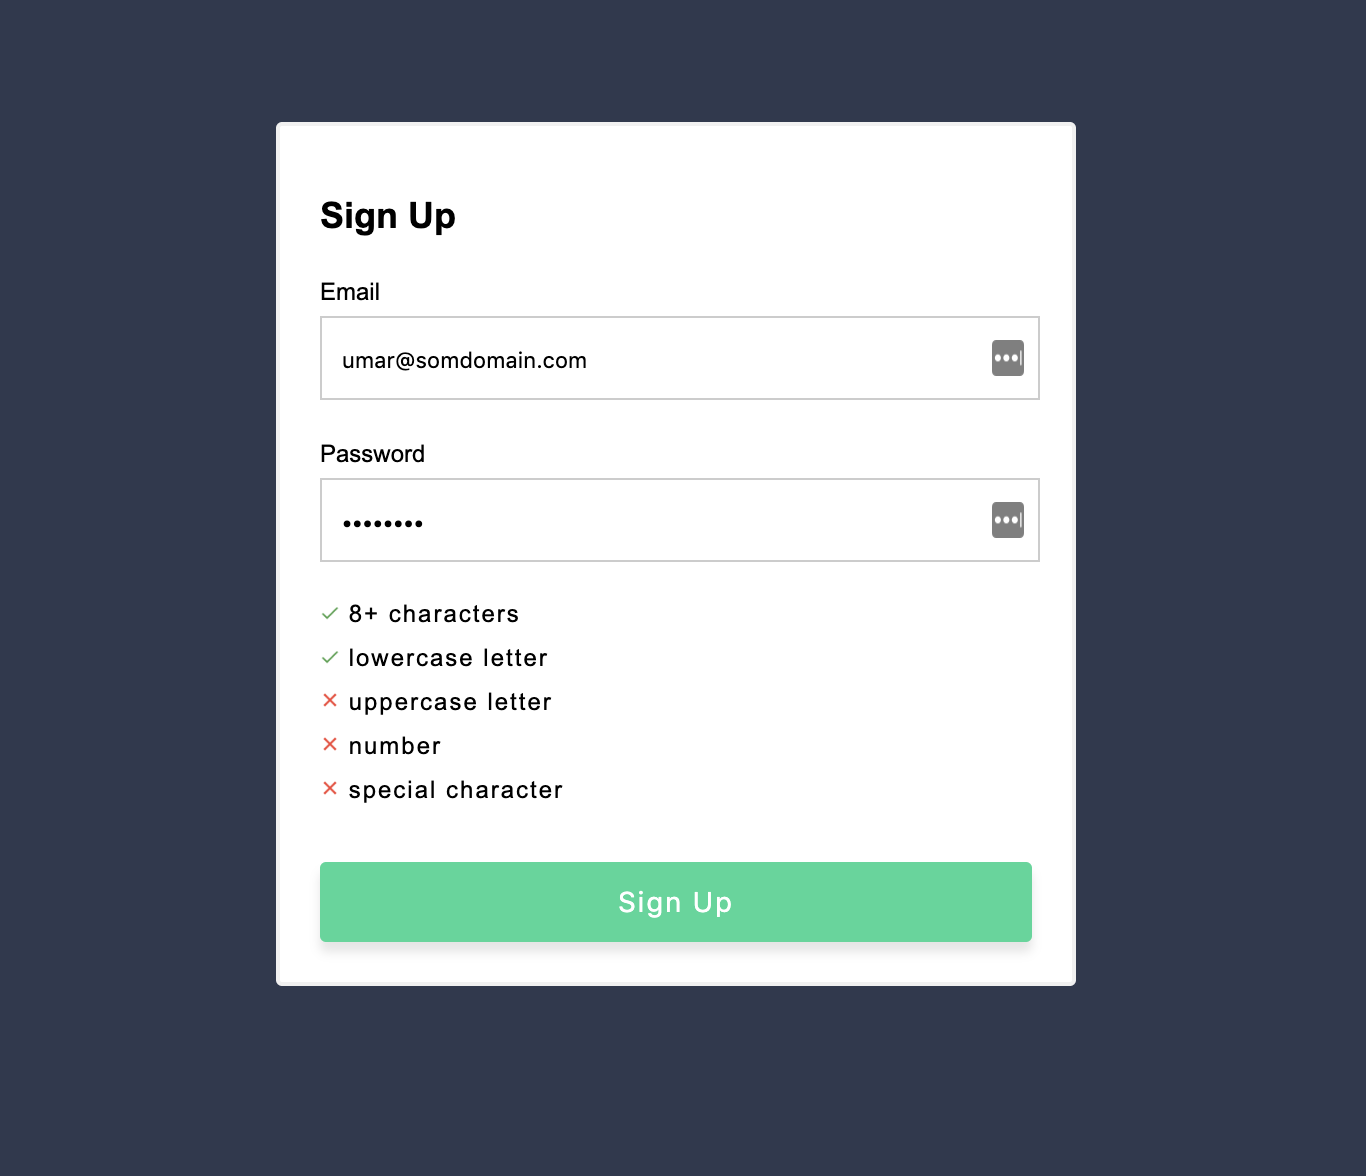 Sign Up
Email
umar@somdomain.com
Password
••••••••
8+ characters
lowercase letter
uppercase letter
number
special character
Sign Up